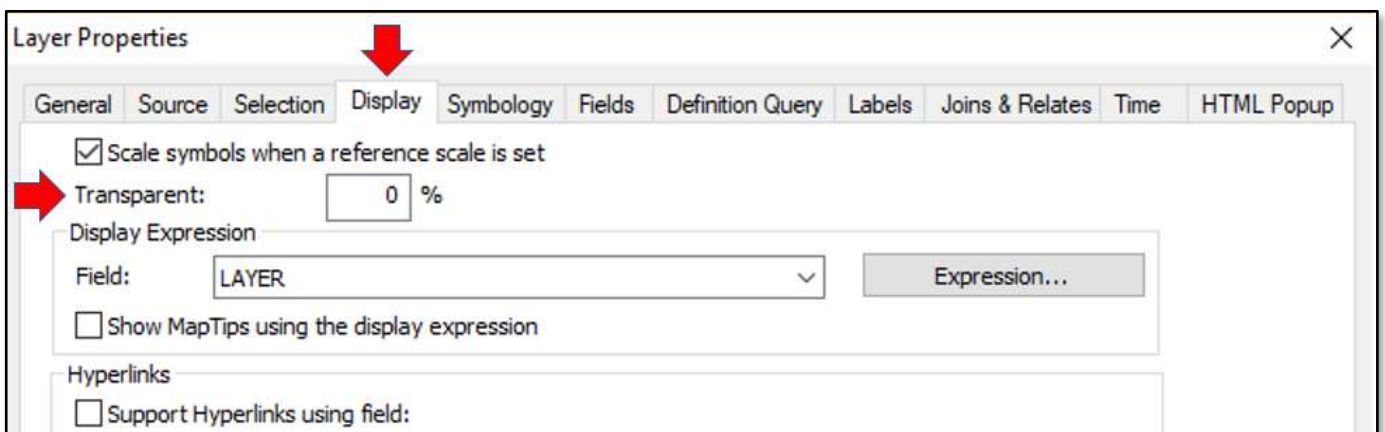 Layer Properties
General Source Selection Display Symbology Fields Definition Query Labels Joins & Relates Time HTML Popup
Scale symbols when a reference scale is set
Transparent: 0 %
Display Expression
Field: LAYER Expression...
Show MapTips using the display expression
Hyperlinks
Support Hyperlinks using field: